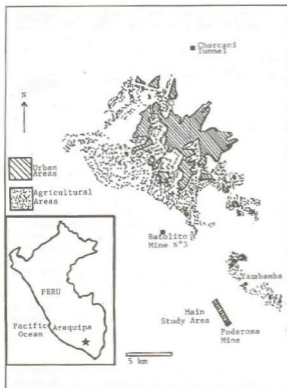 Charcani
Tunnel
N
Urban
Areas
Agricultural
Areas
Batolito
Mine N°3
Yarabamba
PERU
Pacific
Ocean
Arequipa
Main
Study Area
Poderosa
Mine
5 km